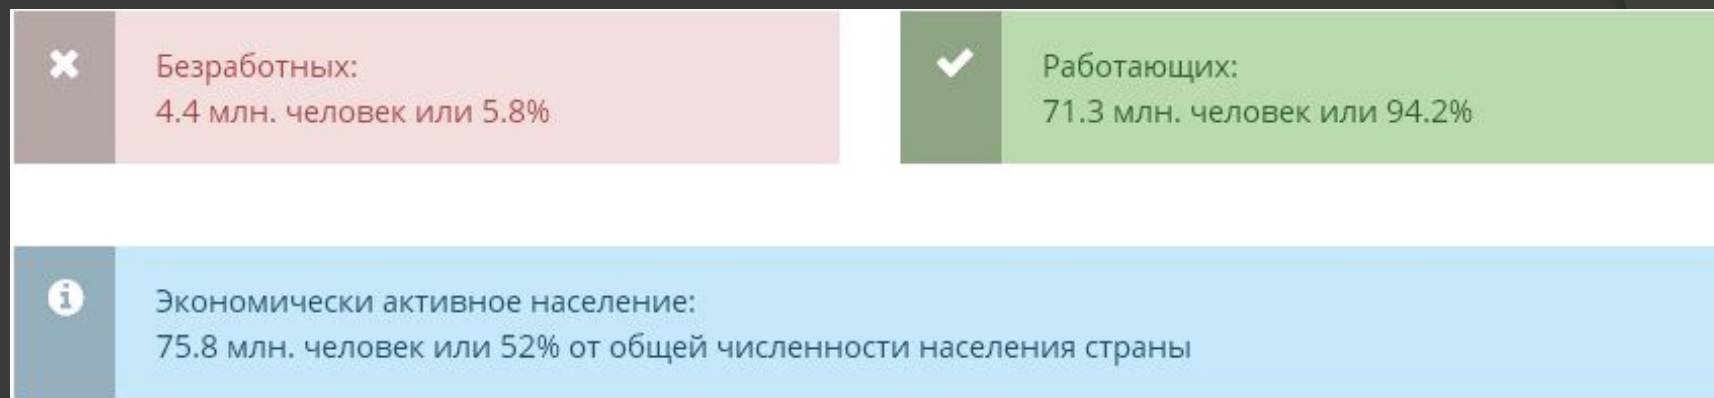 Безработных:
4.4 млн. человек или 5.8%
Работающих:
71.3 млн. человек или 94.2%
Экономически активное население:
75.8 млн. человек или 52% от общей численности населения страны